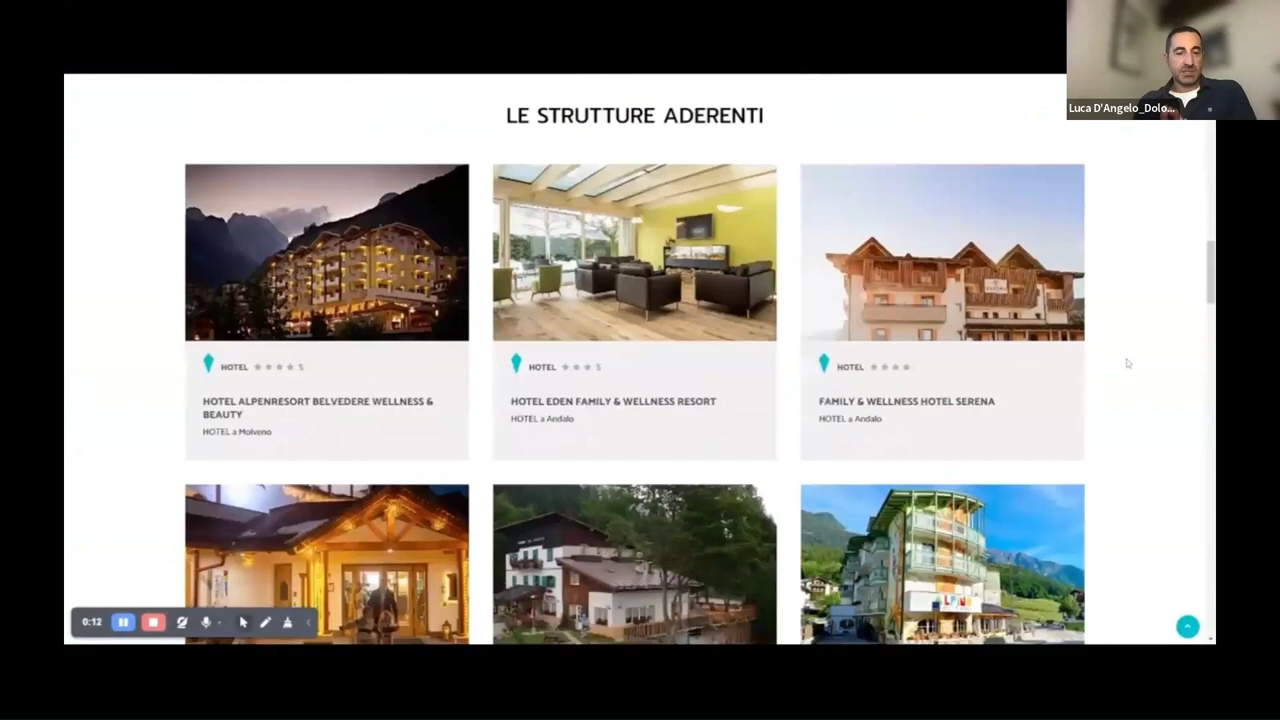 Luca D'Angelo_Dolo...
LE STRUTTURE ADERENTI
HOTEL
S
HOTEL ALPENRESORT BELVEDERE WELLNESS &
BEAUTY
HOTEL a Molveno
HOTEL
S
HOTEL EDEN FAMILY & WELLNESS RESORT
HOTEL a Andalo
HOTEL
FAMILY & WELLNESS HOTEL SERENA
HOTEL a Andalo
0:12